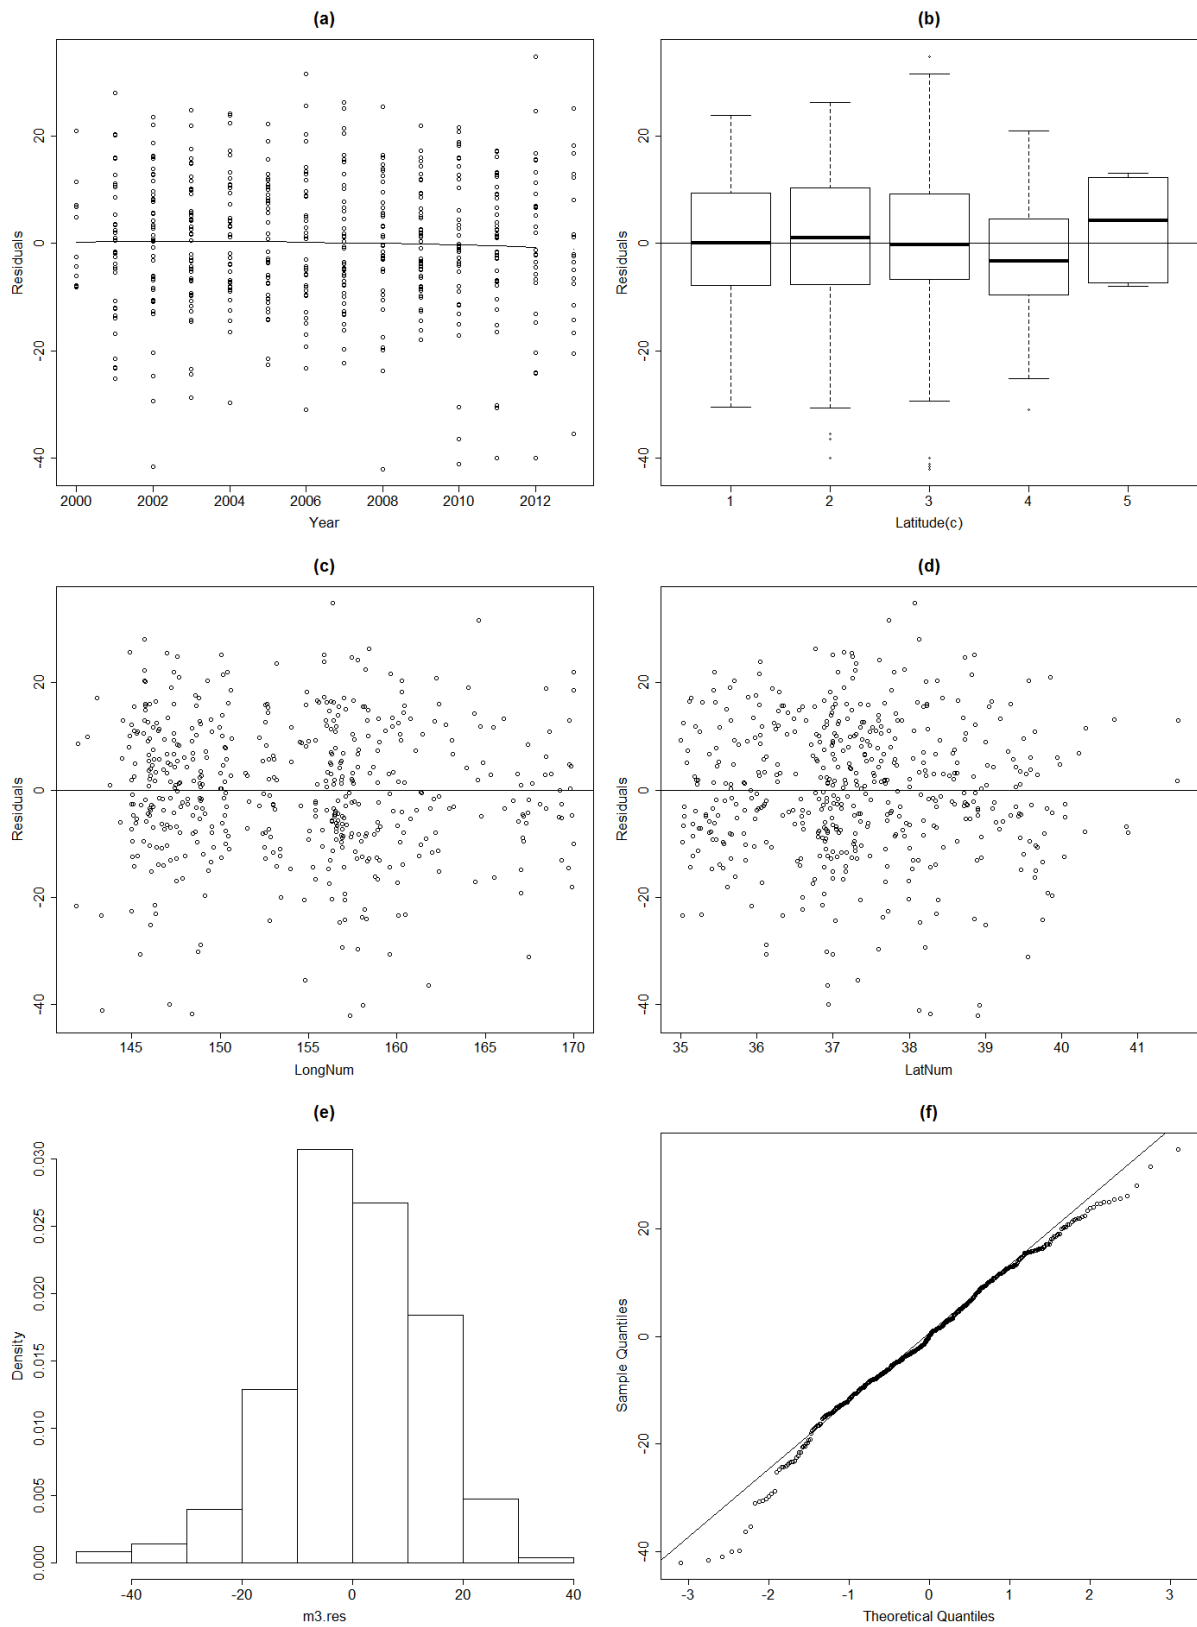 (a)
20
0
-20
-40
Residuals
2000 2002 2004 2006 2008 2010 2012
Year
(b)
20
0
-20
-40
Residuals
1 2 3 4 5
Latitude(c)
(c)
20
0
-20
-40
Residuals
145 150 155 160 165 170
LongNum
(d)
20
0
-20
-40
Residuals
35 36 37 38 39 40 41
LatNum
(e)
0.030
0.025
0.020
0.015
0.010
0.005
0.000
Density
-40 -20 0 20 40
m3.res
(f)
20
0
-20
-40
Sample Quantiles
-3 -2 -1 0 1 2 3
Theoretical Quantiles